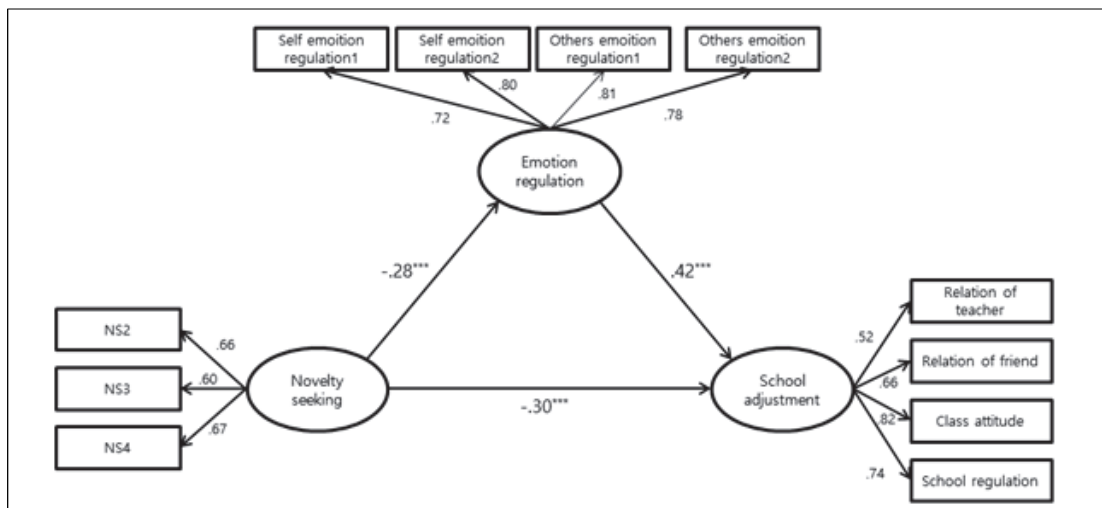 Self emoition
regulation1
Self emoition
regulation2
Others emoition
regulation1
Others emoition
regulation2
.72
.80
.81
.78
Emotion
regulation
-.28***
.42***
NS2
NS3
NS4
.66
.60
.67
Novelty
seeking
-.30***
School
adjustment
.52
.66
.82
.74
Relation of
teacher
Relation of friend
Class attitude
School regulation